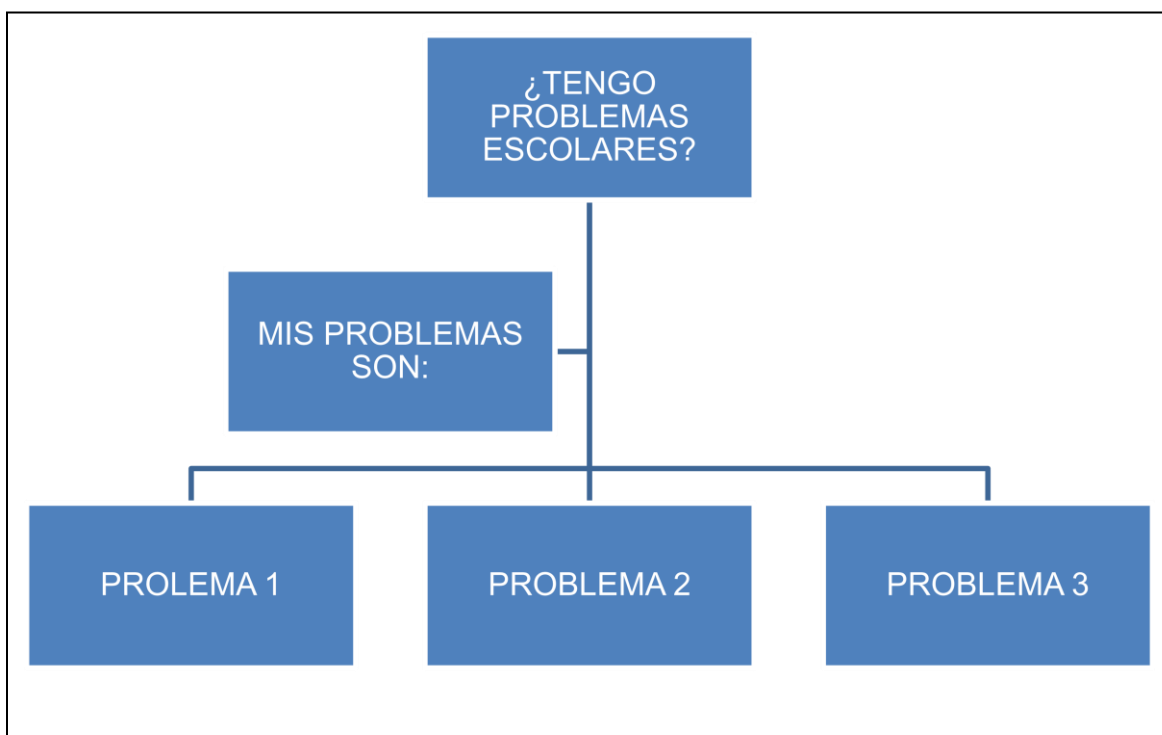 ¿TENGO
PROBLEMAS
ESCOLARES?
MIS PROBLEMAS
SON:
PROLEMA 1
PROBLEMA 2
PROBLEMA 3